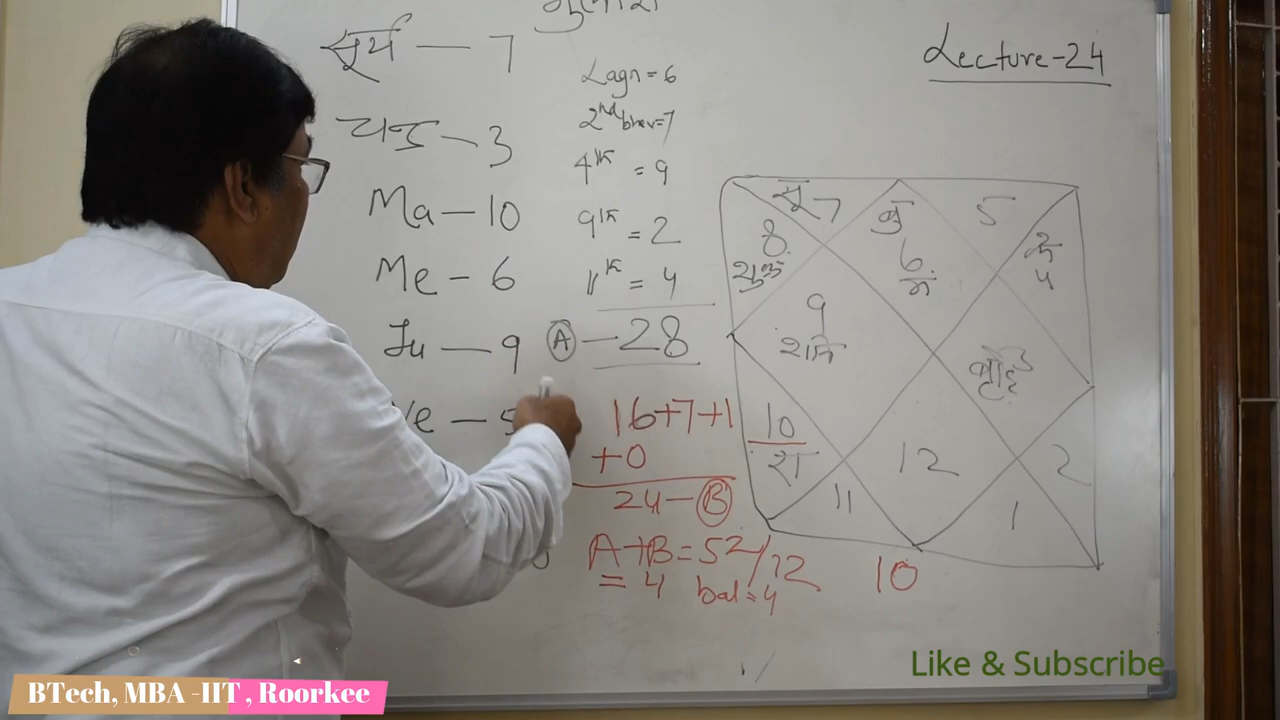 सूर्य — 7
चन्द्र — 3
Ma — 10
Me — 6
Ju — 9
Ve — 5
Lagn = 6
2nd bhav = 7
4th = 9
9th = 2
11th = 4
(A) — 28
16+7+1
+0
24 — (B)
A+B = 52/12
= 4 bal = 4
Lecture-24
सू 7
8
शुक्र
6
5
4
9
शनि
10
रा
11
12
1
2
10
Like & Subscribe
BTech, MBA -IIT , Roorkee